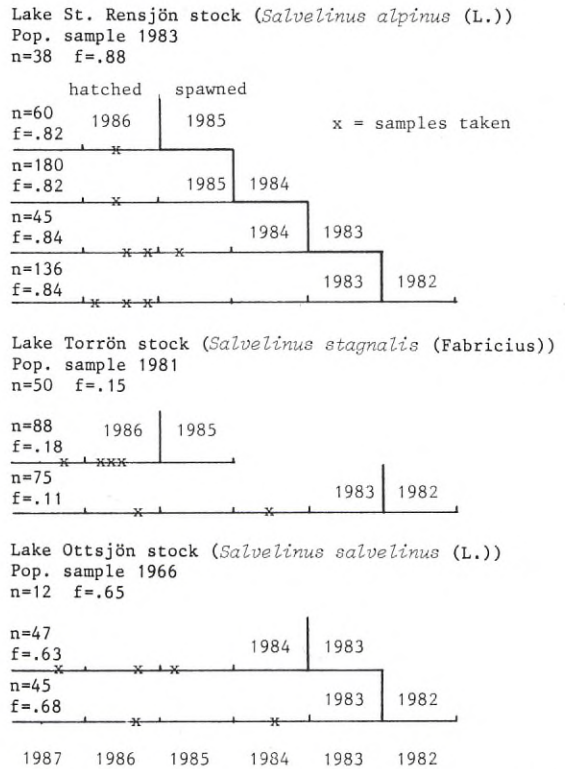 Lake St. Rensjön stock (Salvelinus alpinus (L.))
Pop. sample 1983
n=38 f=.88
hatched spawned
n=60 1986 1985 x = samples taken
f=.82
x
n=180
f=.82 1985 1984
x
n=45
f=.84 1984 1983
x x x
n=136
f=.84 1983 1982
x x x
Lake Torrön stock (Salvelinus stagnalis (Fabricius))
Pop. sample 1981
n=50 f=.15
n=88 1986 1985
f=.18
x xxx
n=75
f=.11 1983 1982
x x
Lake Ottsjön stock (Salvelinus salvelinus (L.))
Pop. sample 1966
n=12 f=.65
n=47
f=.63 1984 1983
x x x
n=45
f=.68 1983 1982
x x
1987 1986 1985 1984 1983 1982